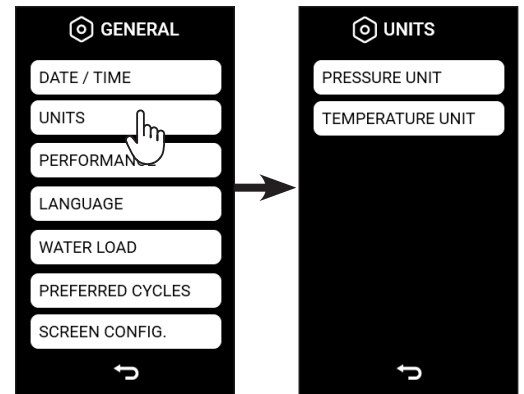 GENERAL
DATE / TIME
UNITS
PERFORMANCE
LANGUAGE
WATER LOAD
PREFERRED CYCLES
SCREEN CONFIG.
UNITS
PRESSURE UNIT
TEMPERATURE UNIT